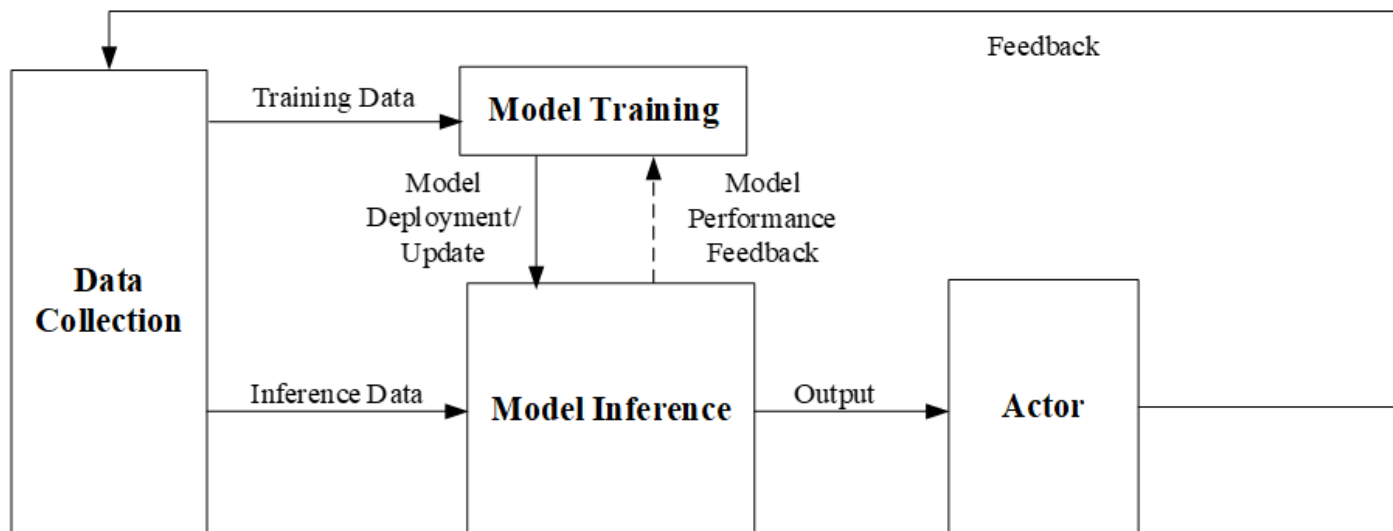 Feedback
Training Data
Model Training
Model
Deployment/
Update
Model
Performance
Feedback
Data
Collection
Inference Data
Model Inference
Output
Actor